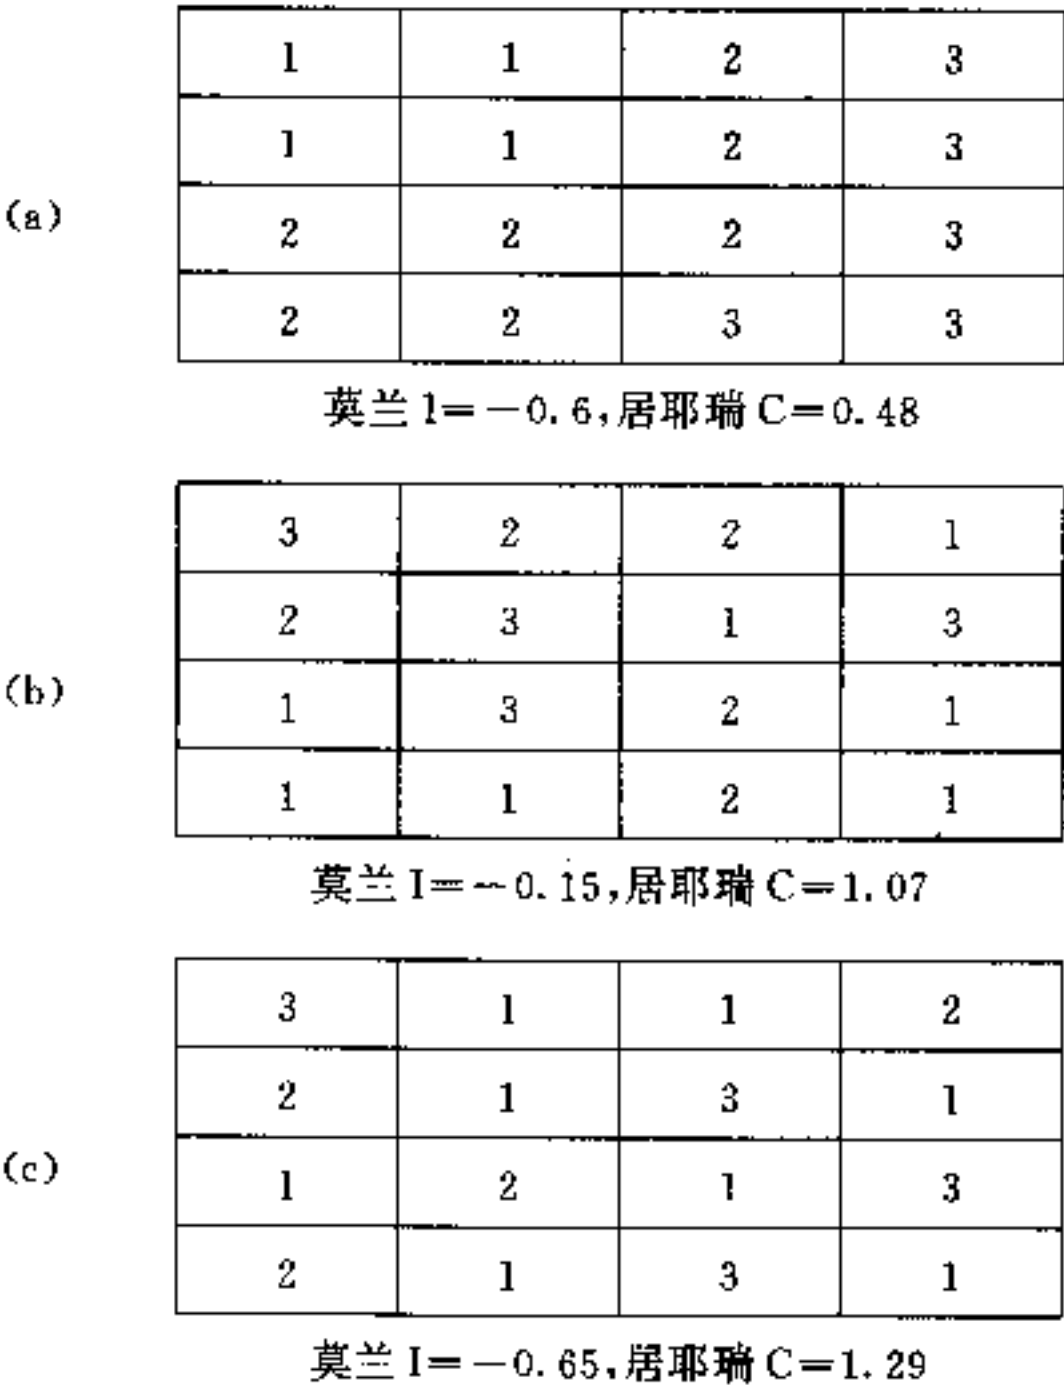 1 1 2 3
1 1 2 3
(a)
2 2 2 3
2 2 3 3
莫兰 I=-0.6,居耶瑞 C=0.48
3 2 2 1
2 3 1 3
(b)
1 3 2 1
1 1 2 1
莫兰 I=-0.15,居耶瑞 C=1.07
3 1 1 2
2 1 3 1
(c)
1 2 1 3
2 1 3 1
莫兰 I=-0.65,居耶瑞 C=1.29